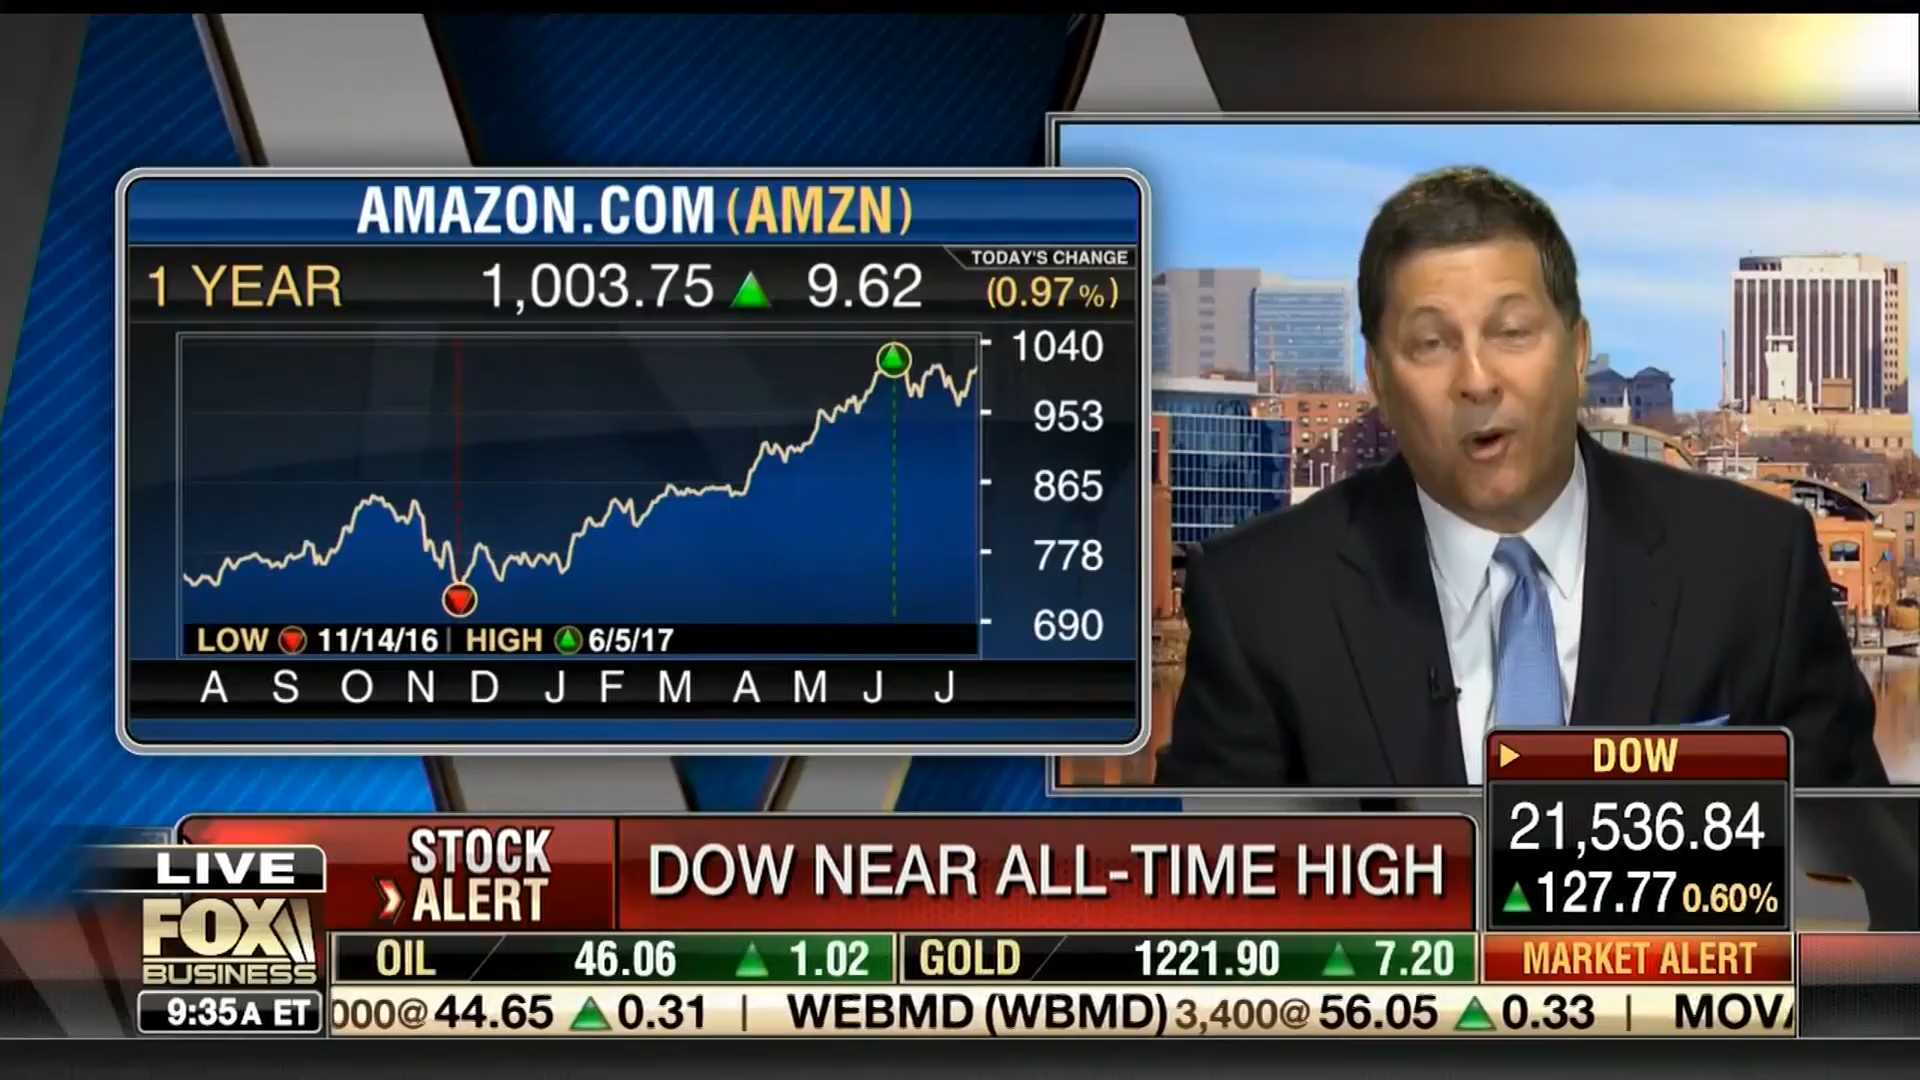 AMAZON.COM (AMZN)
1 YEAR 1,003.75 ▲ 9.62
TODAY'S CHANGE
(0.97%)
1040
953
865
778
690
LOW ▼ 11/14/16 | HIGH ▲ 6/5/17
A S O N D J F M A M J J
DOW
21,536.84
▲127.77 0.60%
STOCK
ALERT
DOW NEAR ALL-TIME HIGH
LIVE
FOX
BUSINESS
OIL 46.06 ▲ 1.02
GOLD 1221.90 ▲ 7.20
MARKET ALERT
9:35A ET
000@44.65 ▲0.31 | WEBMD (WBMD) 3,400@56.05 ▲0.33 | MOV